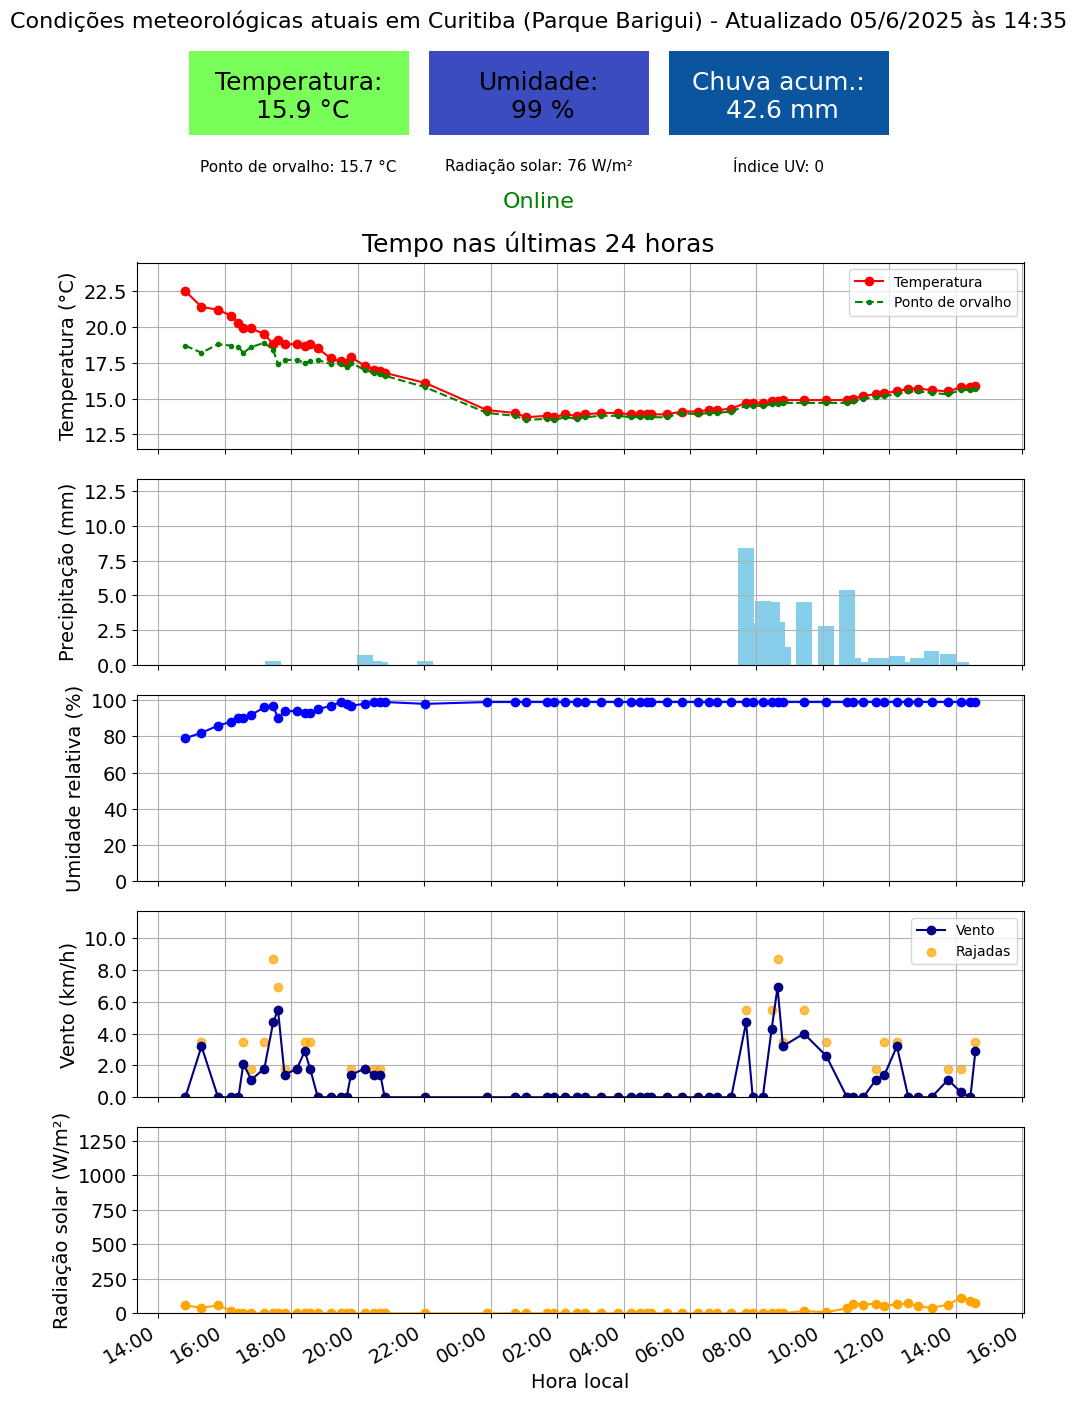 Condições meteorológicas atuais em Curitiba (Parque Barigui) - Atualizado 05/6/2025 às 14:35
Temperatura:
15.9 °C
Umidade:
99 %
Chuva acum.:
42.6 mm
Ponto de orvalho: 15.7 °C
Radiação solar: 76 W/m²
Índice UV: 0
Online
Tempo nas últimas 24 horas
Temperatura (°C)
22.5
20.0
17.5
15.0
12.5
Temperatura
Ponto de orvalho
Precipitação (mm)
12.5
10.0
7.5
5.0
2.5
0.0
Umidade relativa (%)
100
80
60
40
20
0
Vento (km/h)
10.0
8.0
6.0
4.0
2.0
0.0
Vento
Rajadas
Radiação solar (W/m²)
1250
1000
750
500
250
0
14:00
16:00
18:00
20:00
22:00
00:00
02:00
04:00
06:00
08:00
10:00
12:00
14:00
16:00
Hora local